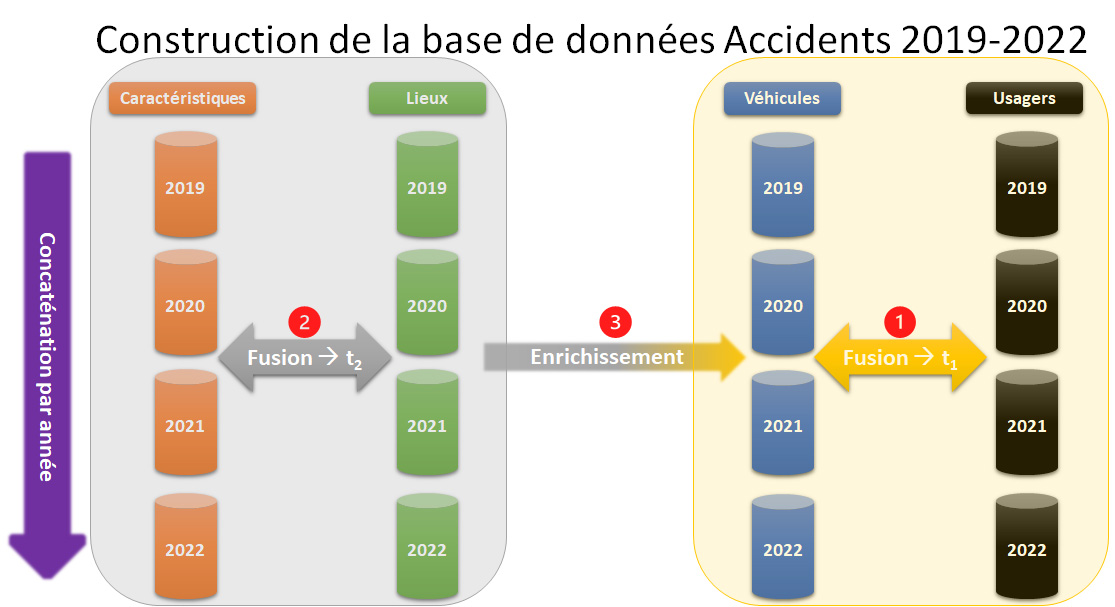 Construction de la base de données Accidents 2019-2022
Caractéristiques
Lieux
Véhicules
Usagers
2019
2019
2019
2019
2020
2020
2020
2020
2
3
1
Fusion → t₂
Enrichissement
Fusion → t₁
2021
2021
2021
2021
2022
2022
2022
2022
Concaténation par année